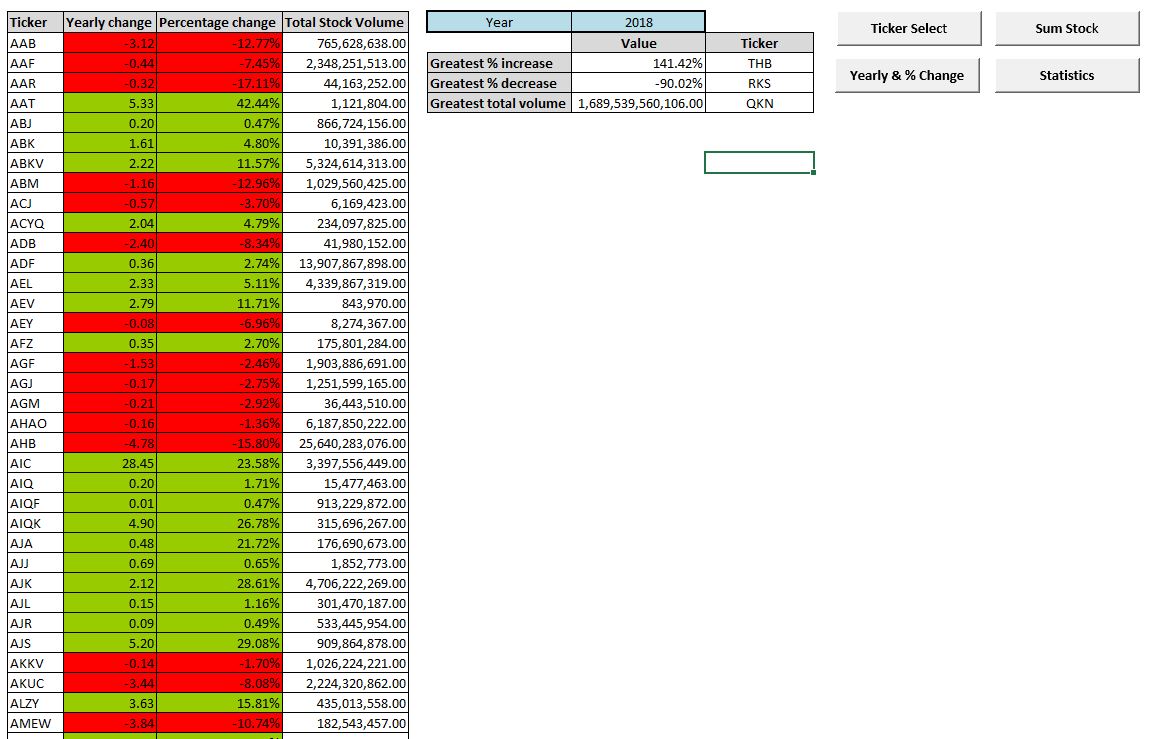 Ticker Yearly change Percentage change Total Stock Volume
AAB -3.12 -12.77% 765,628,638.00
AAF -0.44 -7.45% 2,348,251,513.00
AAR -0.32 -17.11% 44,163,252.00
AAT 5.33 42.44% 1,121,804.00
ABJ 0.20 0.47% 866,724,156.00
ABK 1.61 4.80% 10,391,386.00
ABKV 2.22 11.57% 5,324,614,313.00
ABM -1.16 -12.96% 1,029,560,425.00
ACJ -0.57 -3.70% 6,169,423.00
ACYQ 2.04 4.79% 234,097,825.00
ADB -2.40 -8.34% 41,980,152.00
ADF 0.36 2.74% 13,907,867,898.00
AEL 2.33 5.11% 4,339,867,319.00
AEV 2.79 11.71% 843,970.00
AEY -0.08 -6.96% 8,274,367.00
AFZ 0.35 2.70% 175,801,284.00
AGF -1.53 -2.46% 1,903,886,691.00
AGJ -0.17 -2.75% 1,251,599,165.00
AGM -0.21 -2.92% 36,443,510.00
AHAO -0.16 -1.36% 6,187,850,222.00
AHB -4.78 -15.80% 25,640,283,076.00
AIC 28.45 23.58% 3,397,556,449.00
AIQ 0.20 1.71% 15,477,463.00
AIQF 0.01 0.47% 913,229,872.00
AIQK 4.90 26.78% 315,696,267.00
AJA 0.48 21.72% 176,690,673.00
AJJ 0.69 0.65% 1,852,773.00
AJK 2.12 28.61% 4,706,222,269.00
AJL 0.15 1.16% 301,470,187.00
AJR 0.09 0.49% 533,445,954.00
AJS 5.20 29.08% 909,864,878.00
AKKV -0.14 -1.70% 1,026,224,221.00
AKUC -3.44 -8.08% 2,224,320,862.00
ALZY 3.63 15.81% 435,013,558.00
AMEW -3.84 -10.74% 182,543,457.00
Year 2018
Value Ticker
Greatest % increase 141.42% THB
Greatest % decrease -90.02% RKS
Greatest total volume 1,689,539,560,106.00 QKN
Ticker Select Sum Stock
Yearly & % Change Statistics